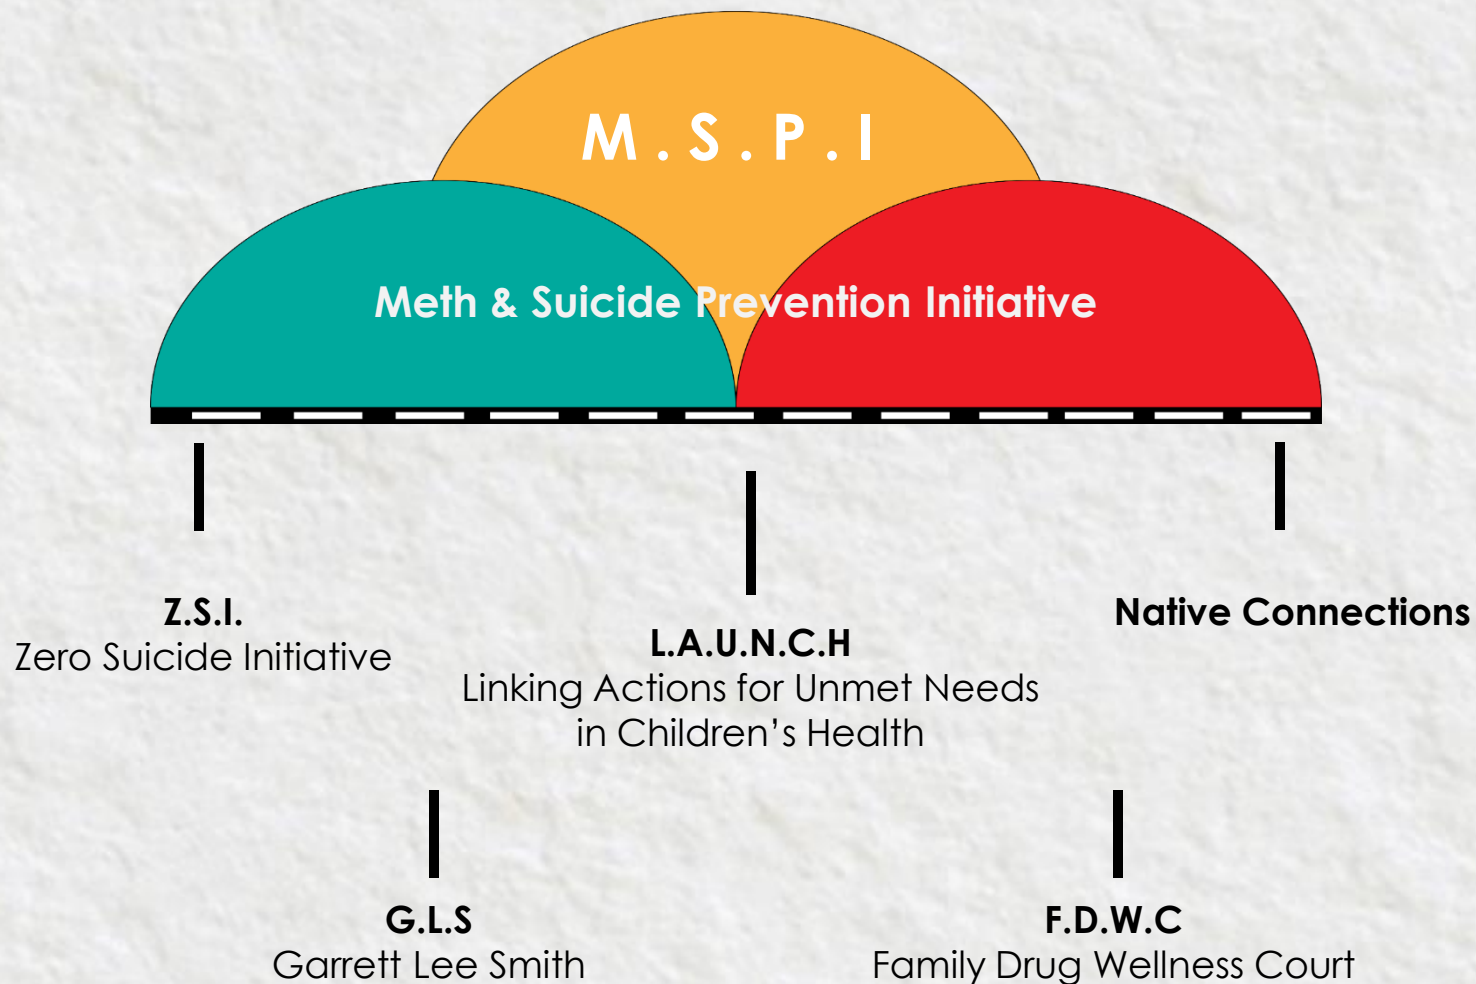 M . S . P . I
Meth & Suicide Prevention Initiative
Z.S.I.
Zero Suicide Initiative
L.A.U.N.C.H
Linking Actions for Unmet Needs
in Children’s Health
Native Connections
G.L.S
Garrett Lee Smith
F.D.W.C
Family Drug Wellness Court